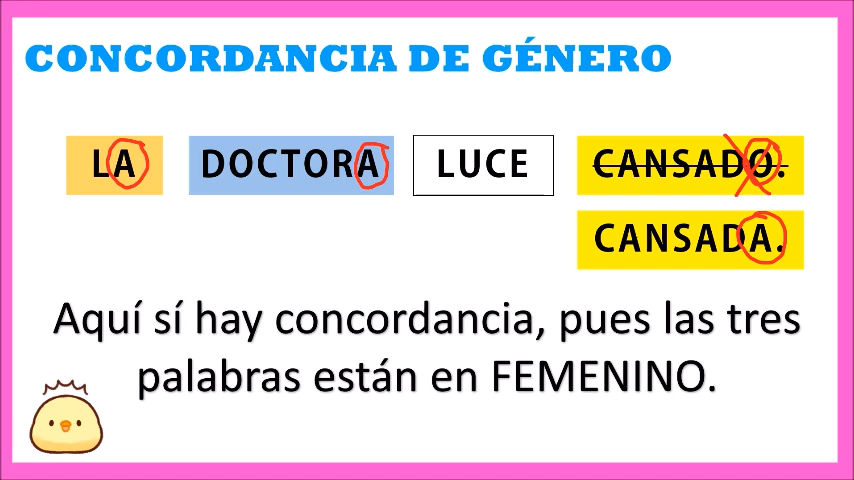 CONCORDANCIA DE GÉNERO
LA DOCTORA LUCE CANSADO.
CANSADA.
Aquí sí hay concordancia, pues las tres
palabras están en FEMENINO.